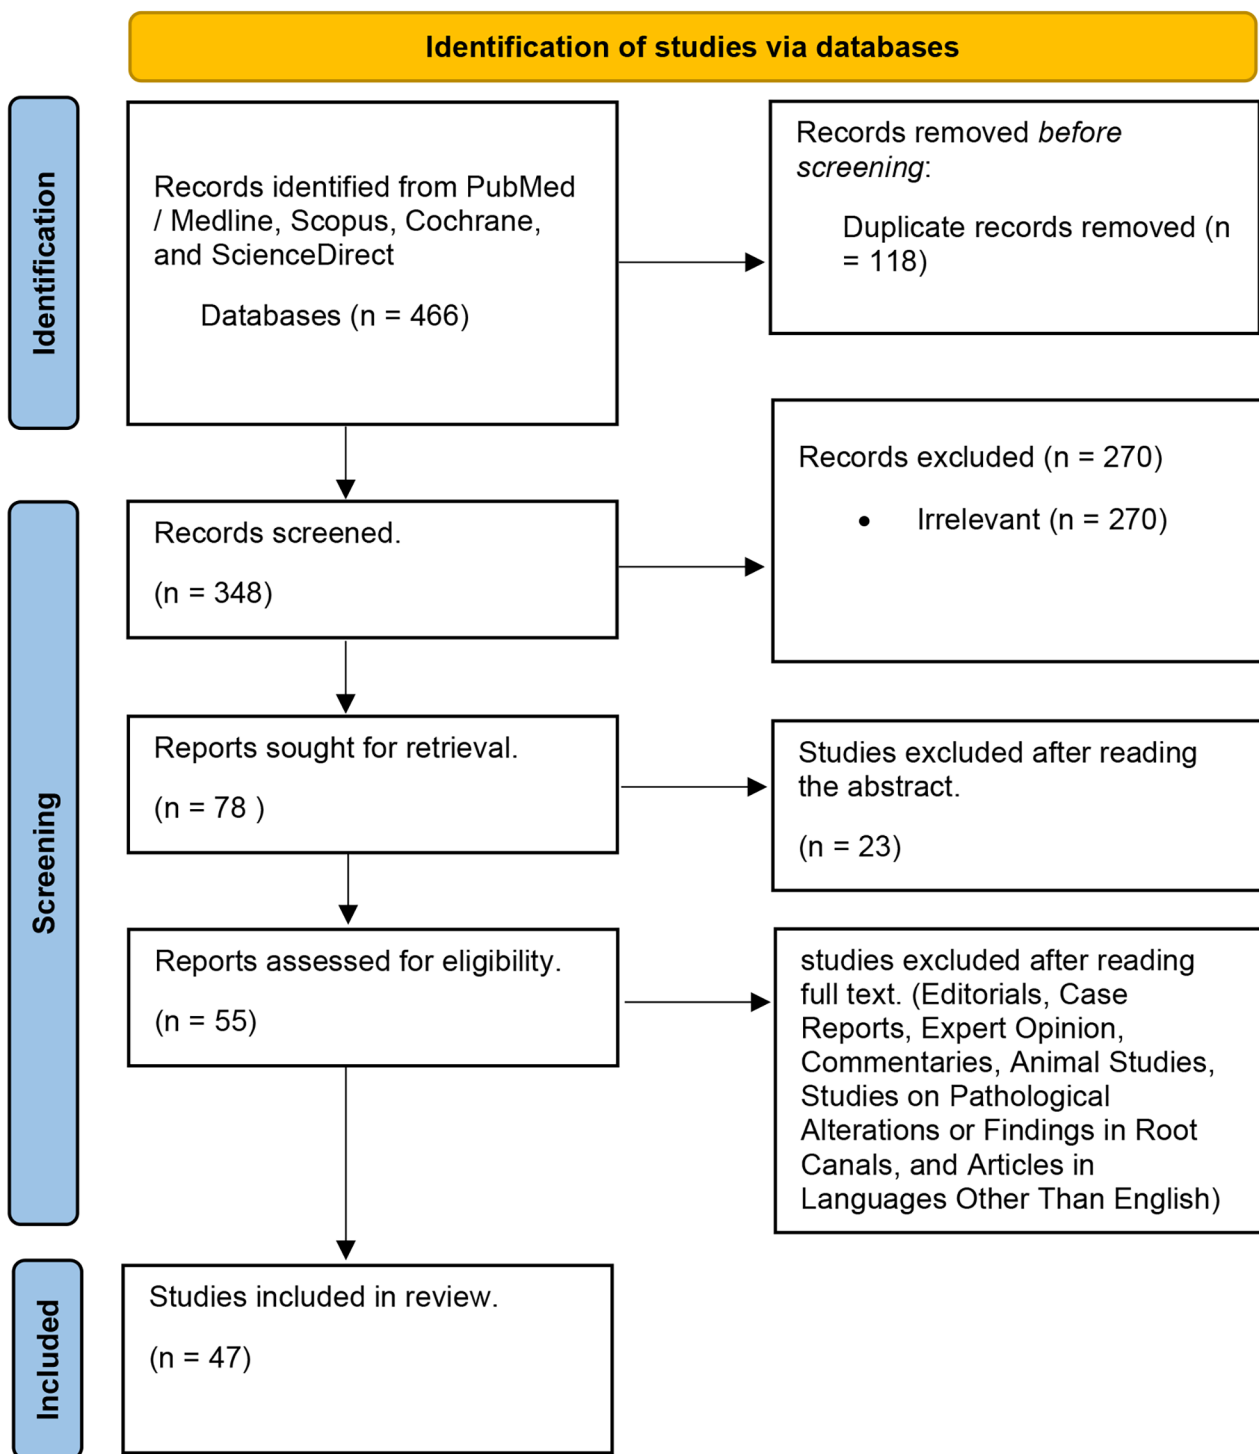 Identification of studies via databases
Identification
Records identified from PubMed
/ Medline, Scopus, Cochrane,
and ScienceDirect
Databases (n = 466)
Records removed before
screening:
Duplicate records removed (n
= 118)
Screening
Records screened.
(n = 348)
Records excluded (n = 270)
• Irrelevant (n = 270)
Reports sought for retrieval.
(n = 78 )
Studies excluded after reading
the abstract.
(n = 23)
Reports assessed for eligibility.
(n = 55)
studies excluded after reading
full text. (Editorials, Case
Reports, Expert Opinion,
Commentaries, Animal Studies,
Studies on Pathological
Alterations or Findings in Root
Canals, and Articles in
Languages Other Than English)
Included
Studies included in review.
(n = 47)